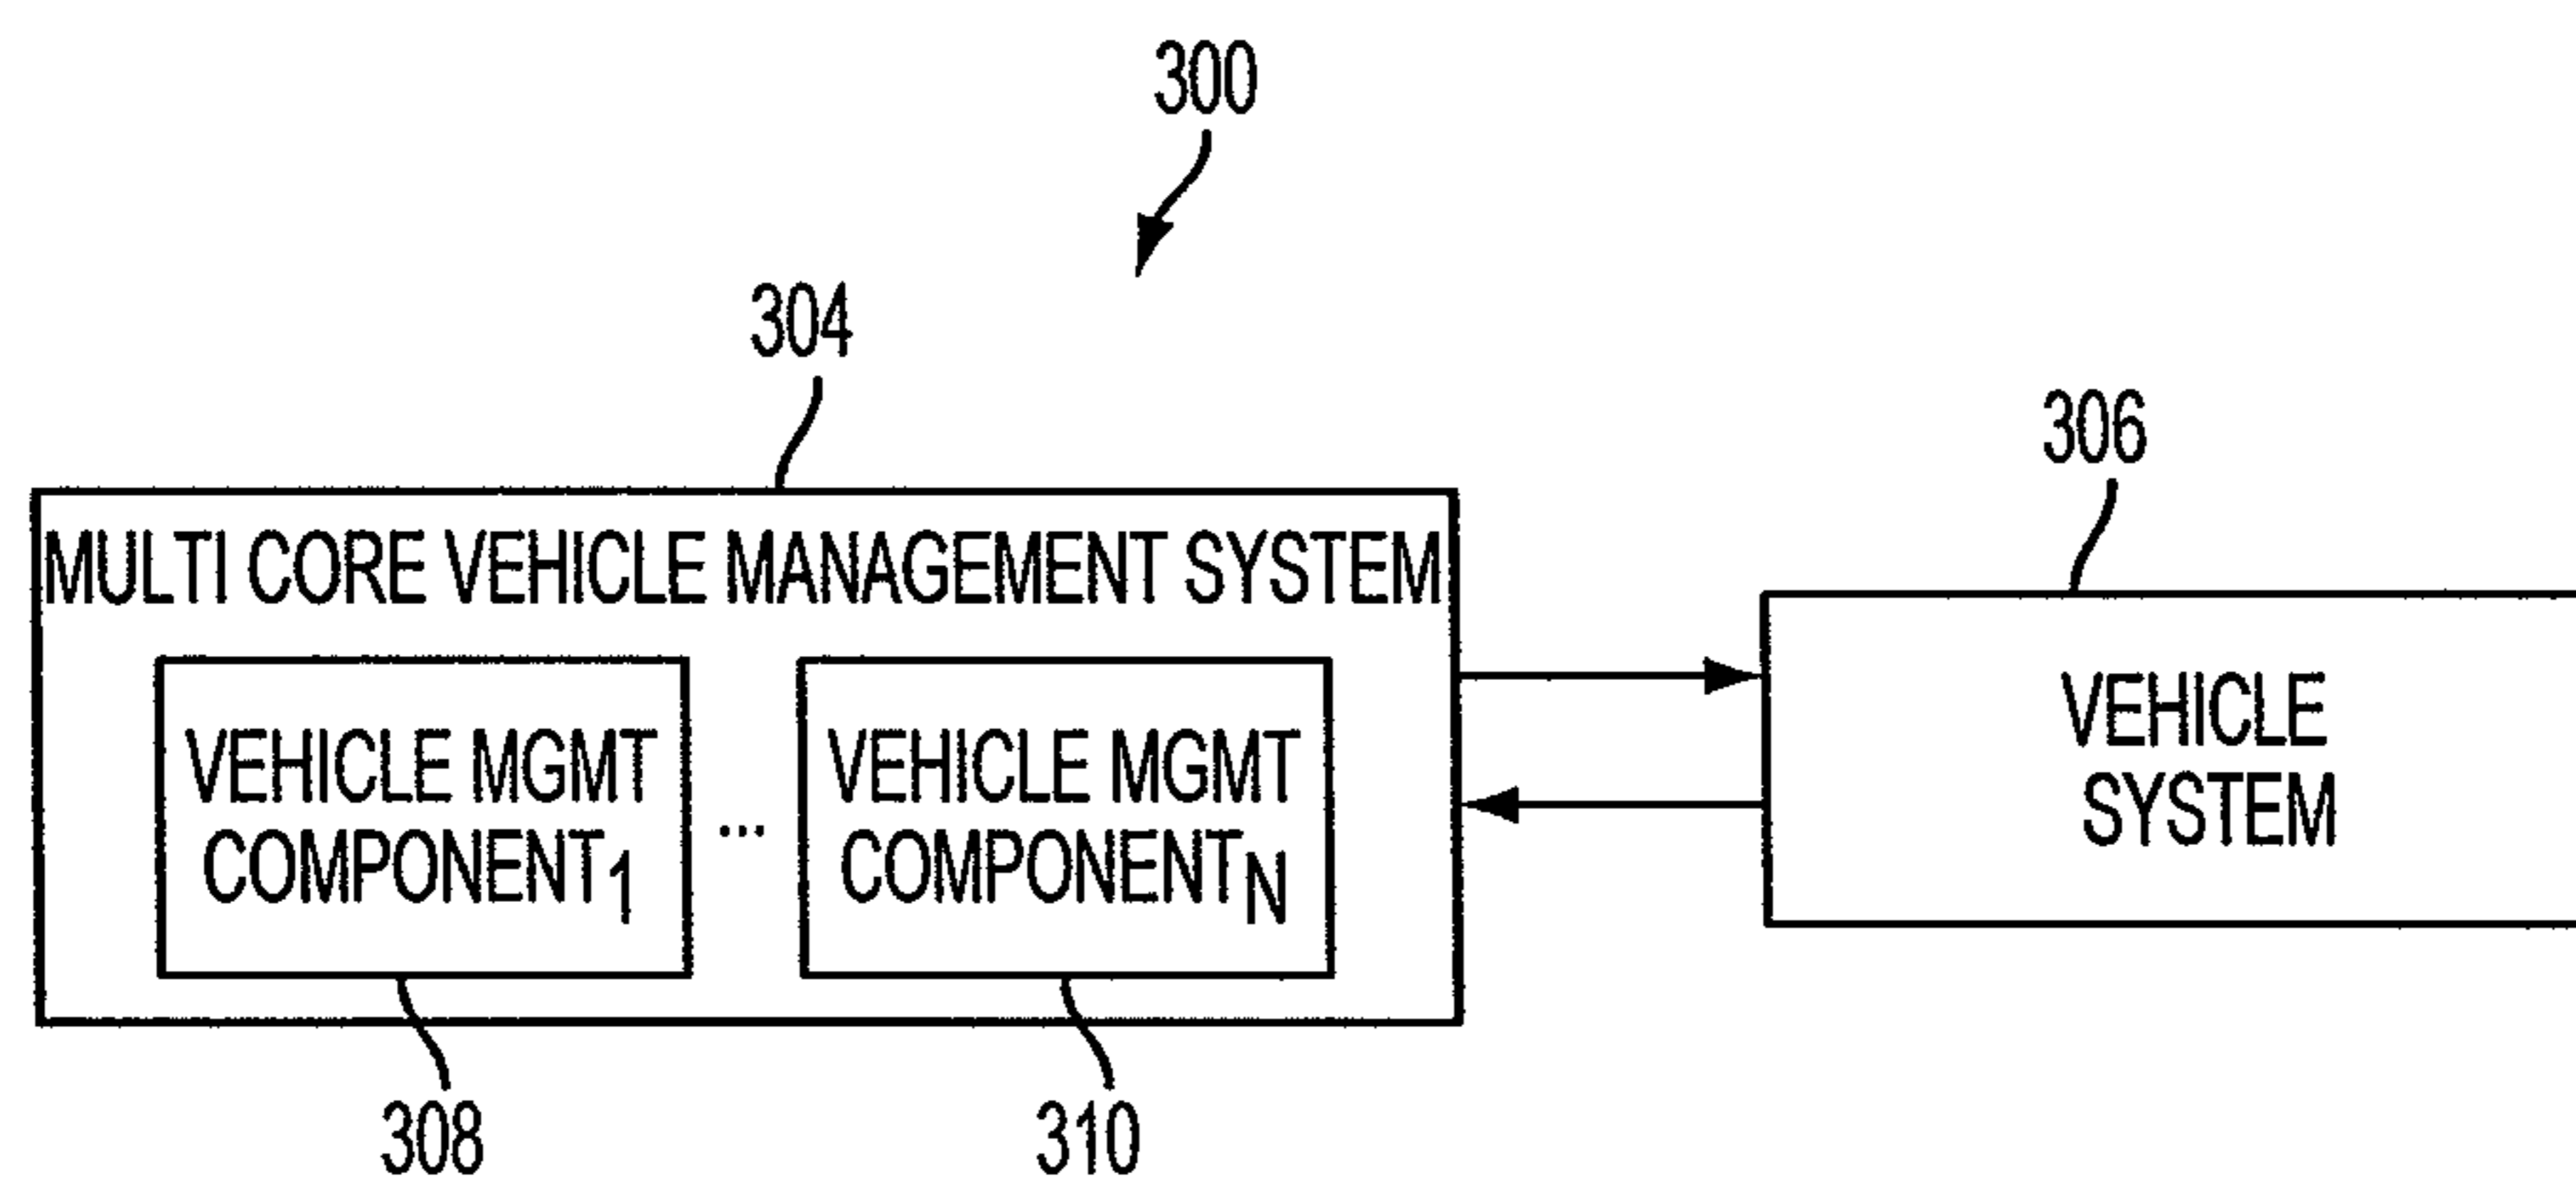 300
304
306
MULTI CORE VEHICLE MANAGEMENT SYSTEM
VEHICLE MGMT
COMPONENT1
...
VEHICLE MGMT
COMPONENTN
VEHICLE
SYSTEM
308
310